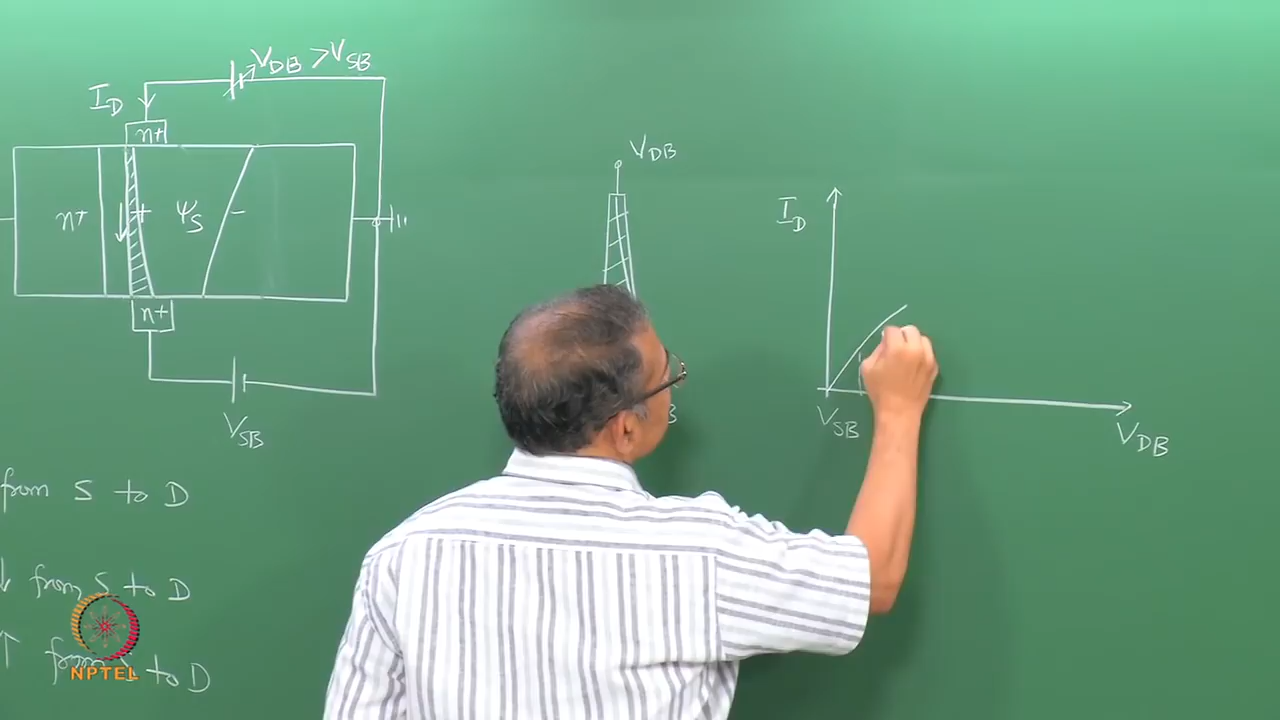 V_DB > V_SB
I_D
n+
n+
+
ψ_S
−
n+
V_SB
from S to D
↓ from S to D
↑ from S to D
V_DB
B
I_D
V_SB
V_DB
NPTEL